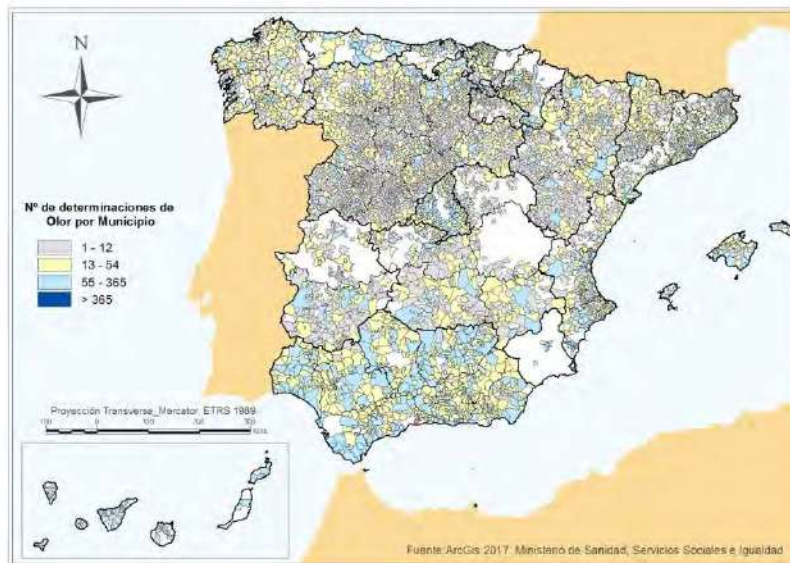 N
Nº de determinaciones de
Olor por Municipio
1 - 12
13 - 54
55 - 365
> 365
Proyección Transverse_Mercator. ETRS 1989
100 0 100 200 300
Fuente:ArcGis 2017. Ministerio de Sanidad, Servicios Sociales e Igualdad